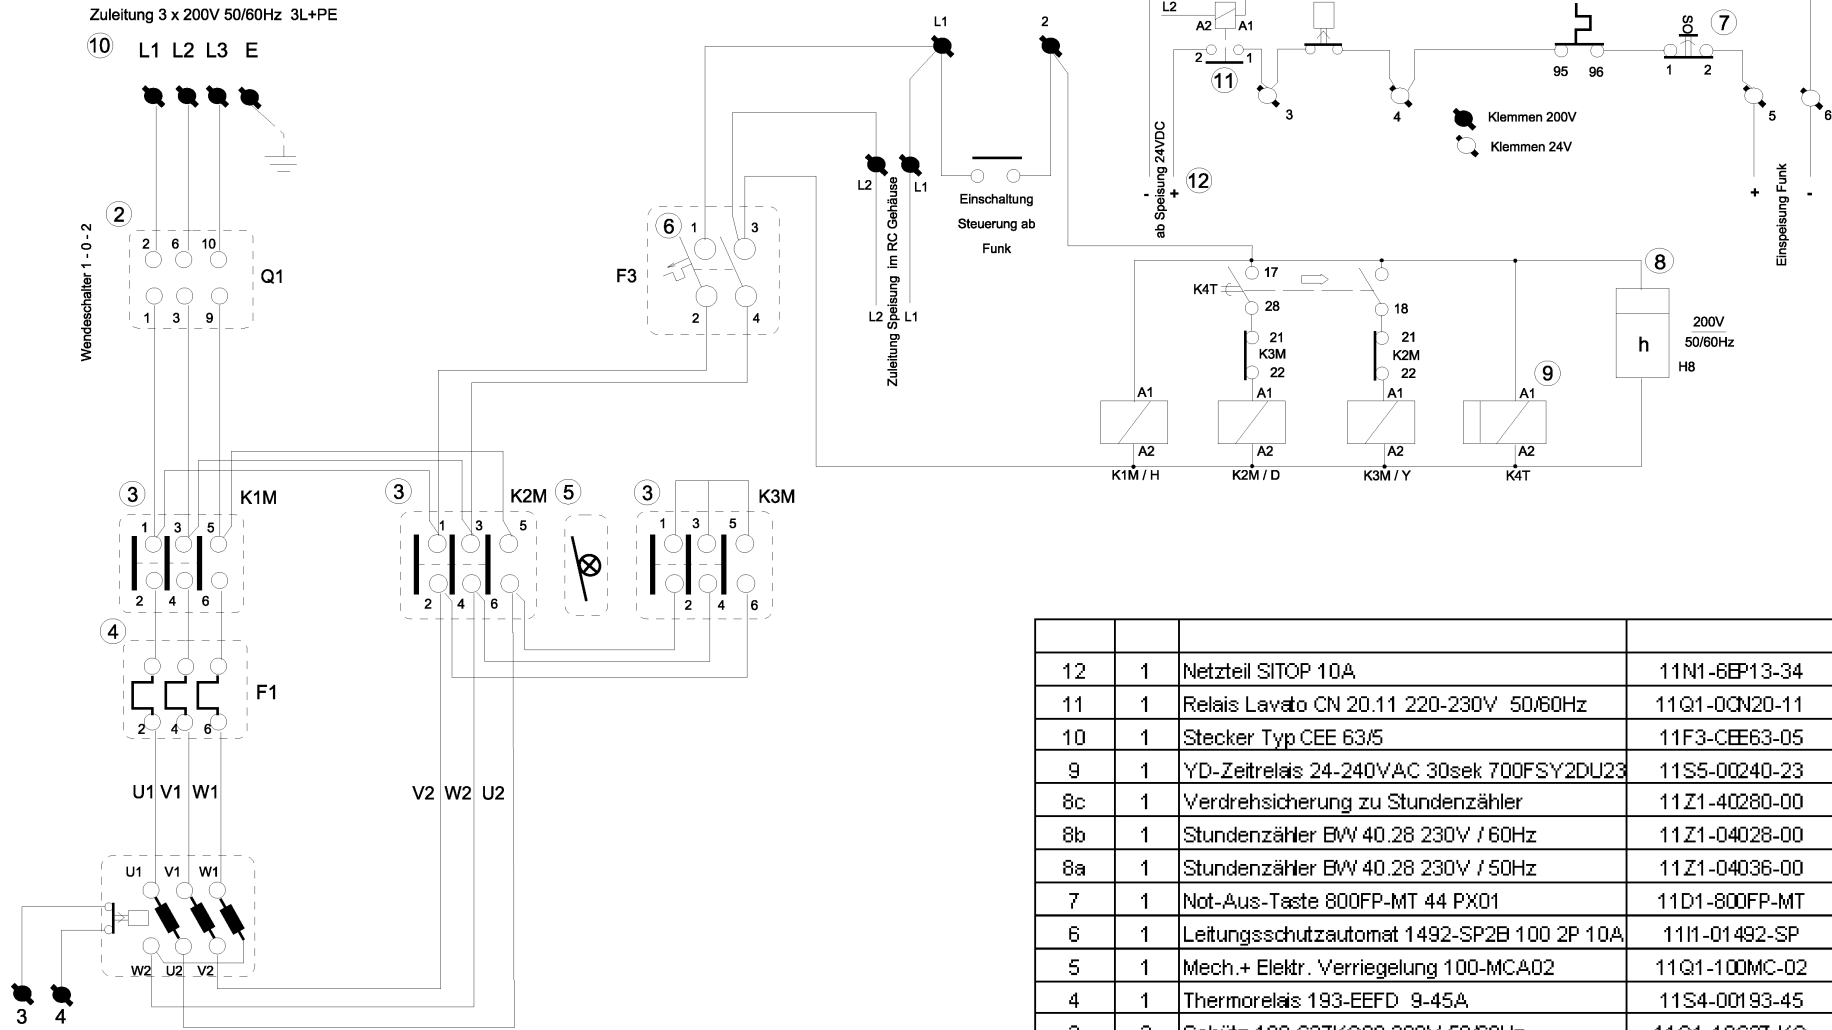 Zuleitung 3 x 200V 50/60Hz 3L+PE
10 L1 L2 L3 E
2
2 6 10
Q1
1 3 9
Wendeschalter 1 - 0 - 2
L1 2
6
1 3
F3
2 4
L2 L1
L2 L1
Zuleitung Speisung im RC Gehäuse
Einschaltung
Steuerung ab
Funk
L2
A2 A1
2 1
11
3
4
95 96
SO
7
1 2
5
6
Klemmen 200V
Klemmen 24V
ab Speisung 24VDC
- +
12
+ -
Einspeisung Funk
17
K4T
28
18
21
K3M
22
21
K2M
22
8
200V
50/60Hz
h
H8
9
A1 A1 A1 A1
A2 A2 A2 A2
K1M / H K2M / D K3M / Y K4T
3 K1M
1 3 5
2 4 6
3 K2M
1 3 5
2 4 6
5
3 K3M
1 3 5
2 4 6
4
F1
2 4 6
U1 V1 W1
V2 W2 U2
U1 V1 W1
W2 U2 V2
3 4
12 1 Netzteil SITOP 10A 11N1-6EP13-34
11 1 Relais Lavato CN 20.11 220-230V 50/60Hz 11Q1-0CN20-11
10 1 Stecker Typ CEE 63/5 11F3-CEE63-05
9 1 YD-Zeitrelais 24-240VAC 30sek 700FSY2DU23 11S5-00240-23
8c 1 Verdrehsicherung zu Stundenzähler 11Z1-40280-00
8b 1 Stundenzähler BW 40.28 230V / 60Hz 11Z1-04028-00
8a 1 Stundenzähler BW 40.28 230V / 50Hz 11Z1-04036-00
7 1 Not-Aus-Taste 800FP-MT 44 PX01 11D1-800FP-MT
6 1 Leitungsschutzautomat 1492-SP2B 100 2P 10A 11I1-01492-SP
5 1 Mech.+ Elektr. Verriegelung 100-MCA02 11Q1-100MC-02
4 1 Thermorelais 193-EEFD 9-45A 11S4-00193-45